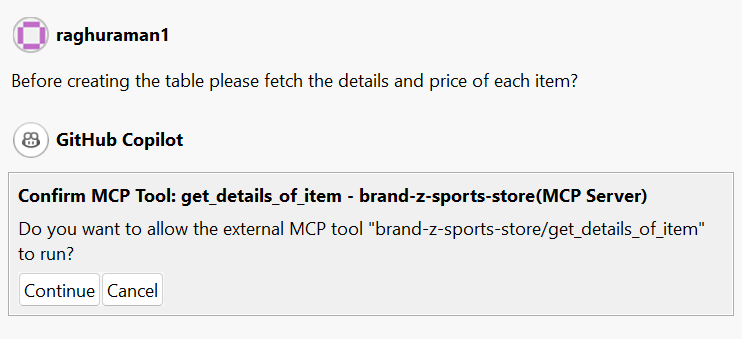 raghuraman1
Before creating the table please fetch the details and price of each item?
GitHub Copilot
Confirm MCP Tool: get_details_of_item - brand-z-sports-store(MCP Server)
Do you want to allow the external MCP tool "brand-z-sports-store/get_details_of_item"
to run?
Continue Cancel